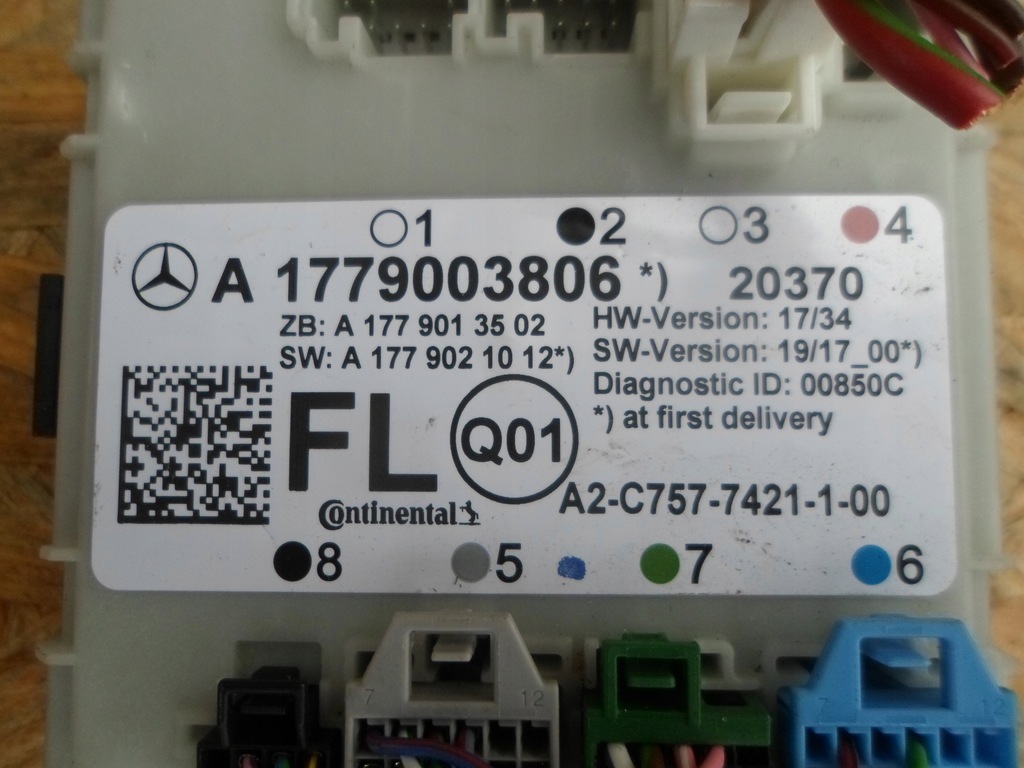 1 2 3 4
A 1779003806 *) 20370
ZB: A 177 901 35 02
SW: A 177 902 10 12*)
HW-Version: 17/34
SW-Version: 19/17_00*)
Diagnostic ID: 00850C
*) at first delivery
FL
Q01
Continental
A2-C757-7421-1-00
8 5 7 6
7 12
7 12